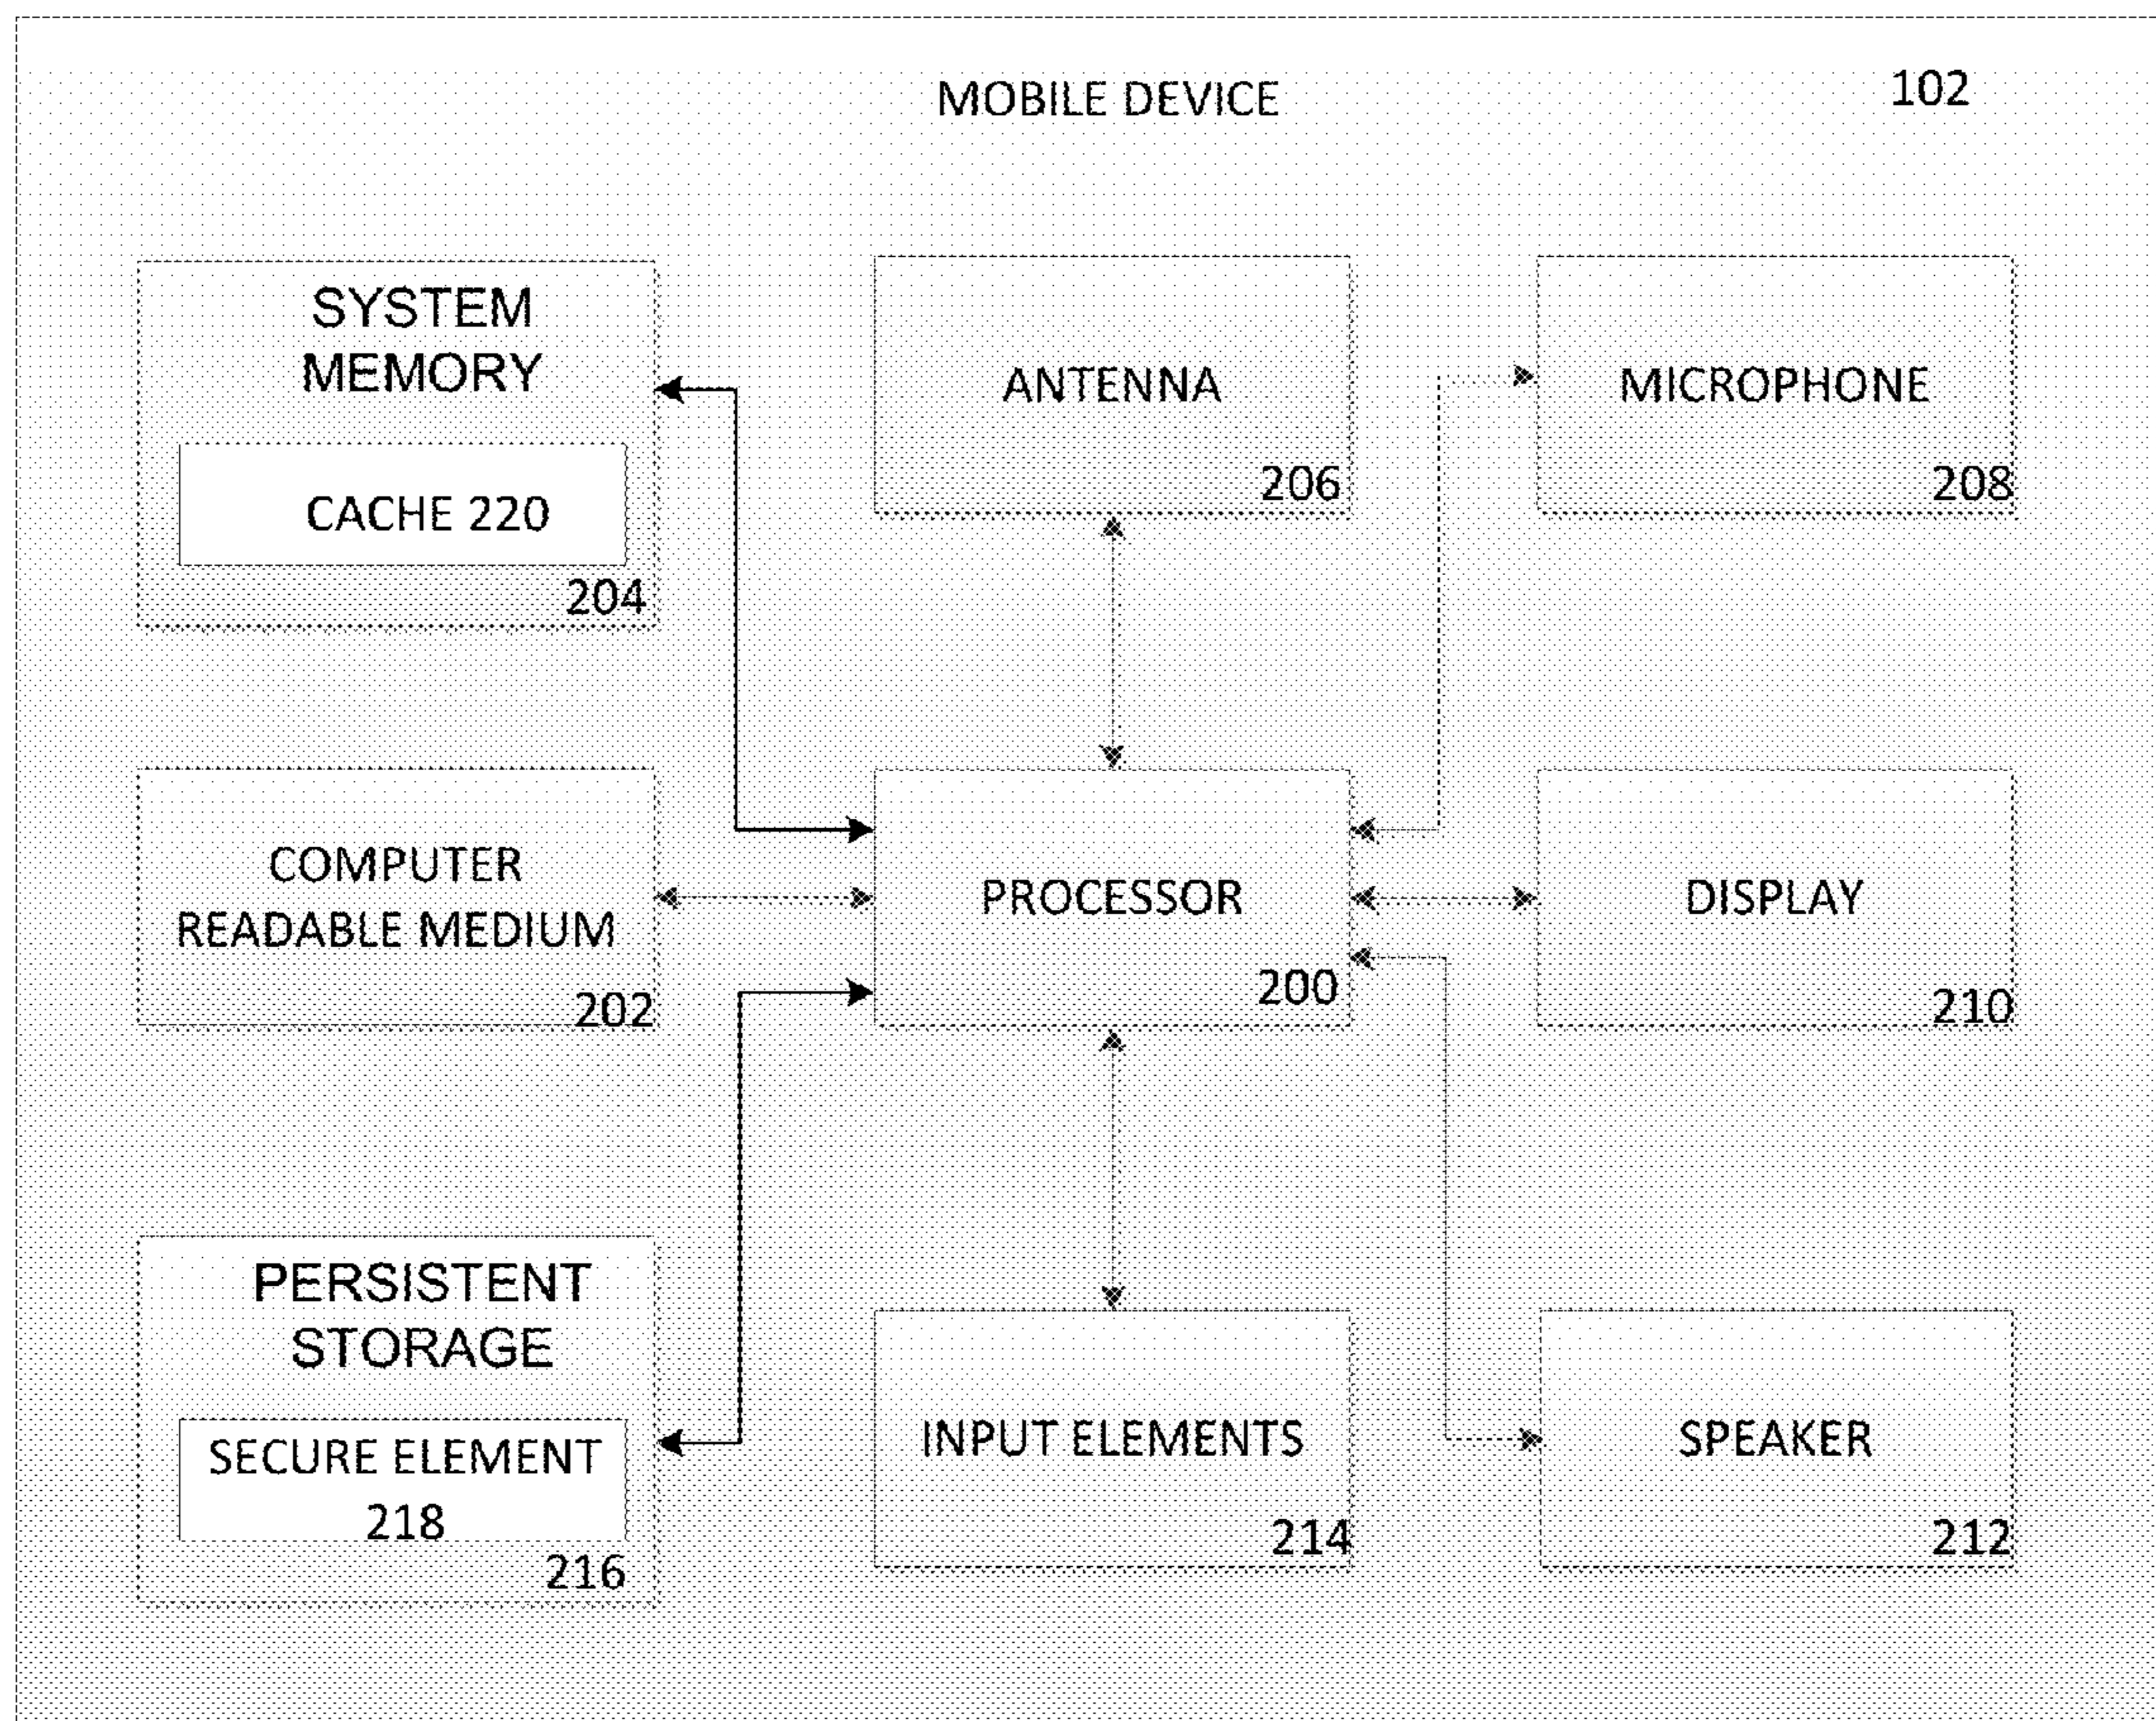 MOBILE DEVICE
102
SYSTEM
MEMORY
CACHE 220
204
ANTENNA
206
MICROPHONE
208
COMPUTER
READABLE MEDIUM
202
PROCESSOR
200
DISPLAY
210
PERSISTENT
STORAGE
SECURE ELEMENT
218
216
INPUT ELEMENTS
214
SPEAKER
212